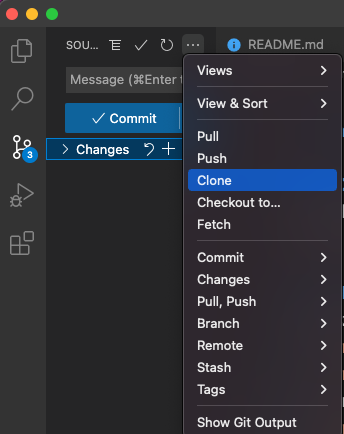 SOU...
README.md
Message (⌘Enter t
Commit
Changes
3
Views
View & Sort
Pull
Push
Clone
Checkout to...
Fetch
Commit
Changes
Pull, Push
Branch
Remote
Stash
Tags
Show Git Output